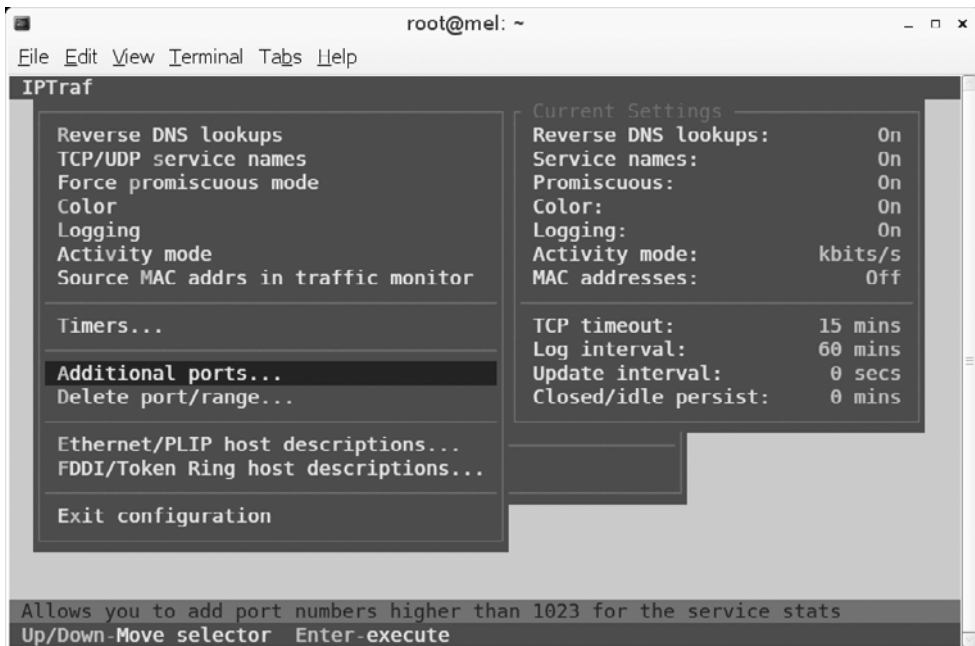 root@mel: ~
File Edit View Terminal Tabs Help
IPTraf
Reverse DNS lookups
TCP/UDP service names
Force promiscuous mode
Color
Logging
Activity mode
Source MAC addrs in traffic monitor
Timers...
Additional ports...
Delete port/range...
Ethernet/PLIP host descriptions...
FDDI/Token Ring host descriptions...
Exit configuration
Current Settings
Reverse DNS lookups: On
Service names: On
Promiscuous: On
Color: On
Logging: On
Activity mode: kbits/s
MAC addresses: Off
TCP timeout: 15 mins
Log interval: 60 mins
Update interval: 0 secs
Closed/idle persist: 0 mins
Allows you to add port numbers higher than 1023 for the service stats
Up/Down-Move selector Enter-execute